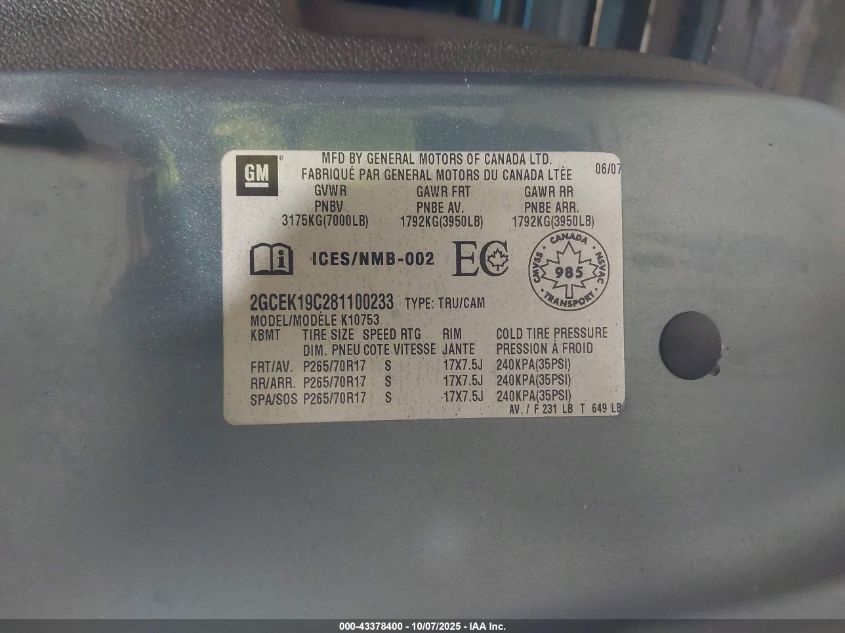 GM
MFD BY GENERAL MOTORS OF CANADA LTD.
FABRIQUÉ PAR GENERAL MOTORS DU CANADA LTÉE
06/07
GVWR GAWR FRT GAWR RR
PNBV PNBE AV. PNBE ARR.
3175KG(7000LB) 1792KG(3950LB) 1792KG(3950LB)
i ICES/NMB-002 EC
CANADA
CMVSS 985 NSVAC
TRANSPORT
2GCEK19C281100233 TYPE: TRU/CAM
MODEL/MODÈLE K10753
KBMT TIRE SIZE SPEED RTG RIM COLD TIRE PRESSURE
DIM. PNEU COTE VITESSE JANTE PRESSION À FROID
FRT/AV. P265/70R17 S 17X7.5J 240KPA(35PSI)
RR/ARR. P265/70R17 S 17X7.5J 240KPA(35PSI)
SPA/SOS P265/70R17 S 17X7.5J 240KPA(35PSI)
AV. / F 231 LB T 649 LB
000-43378400 - 10/07/2025 - IAA Inc.